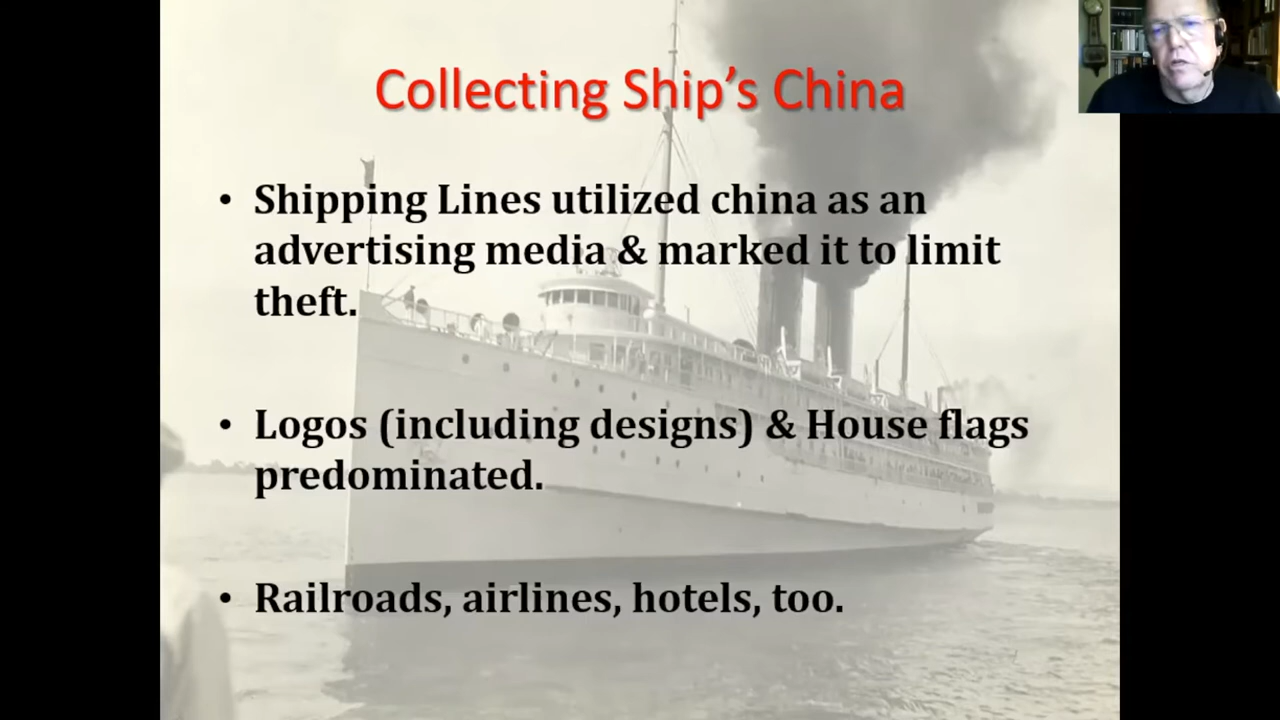 Collecting Ship's China
• Shipping Lines utilized china as an
advertising media & marked it to limit
theft.
• Logos (including designs) & House flags
predominated.
• Railroads, airlines, hotels, too.